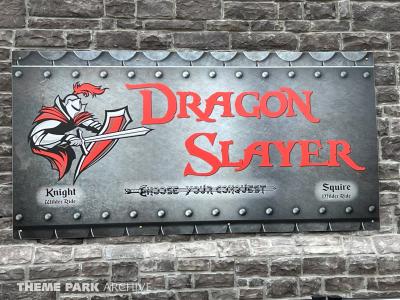 DRAGON
SLAYER
CHOOSE YOUR CONQUEST
Knight
Wilder Ride
Squire
Milder Ride
THEME PARK ARCHIVE